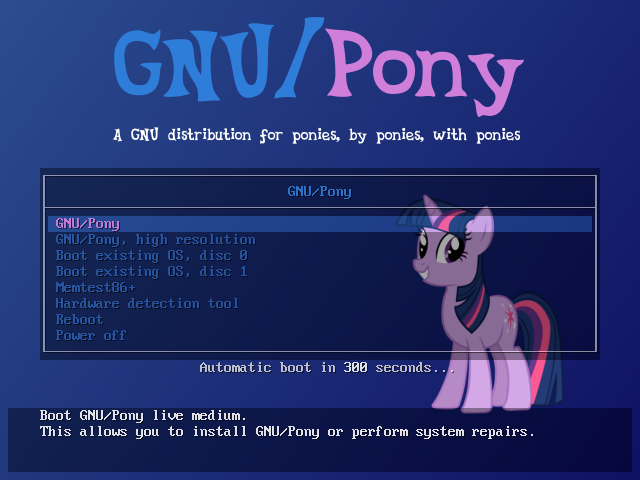 GNU/Pony
A GNU distribution for ponies, by ponies, with ponies
GNU/Pony
GNU/Pony
GNU/Pony, high resolution
Boot existing OS, disc 0
Boot existing OS, disc 1
Memtest86+
Hardware detection tool
Reboot
Power off
Automatic boot in 300 seconds...
Boot GNU/Pony live medium.
This allows you to install GNU/Pony or perform system repairs.